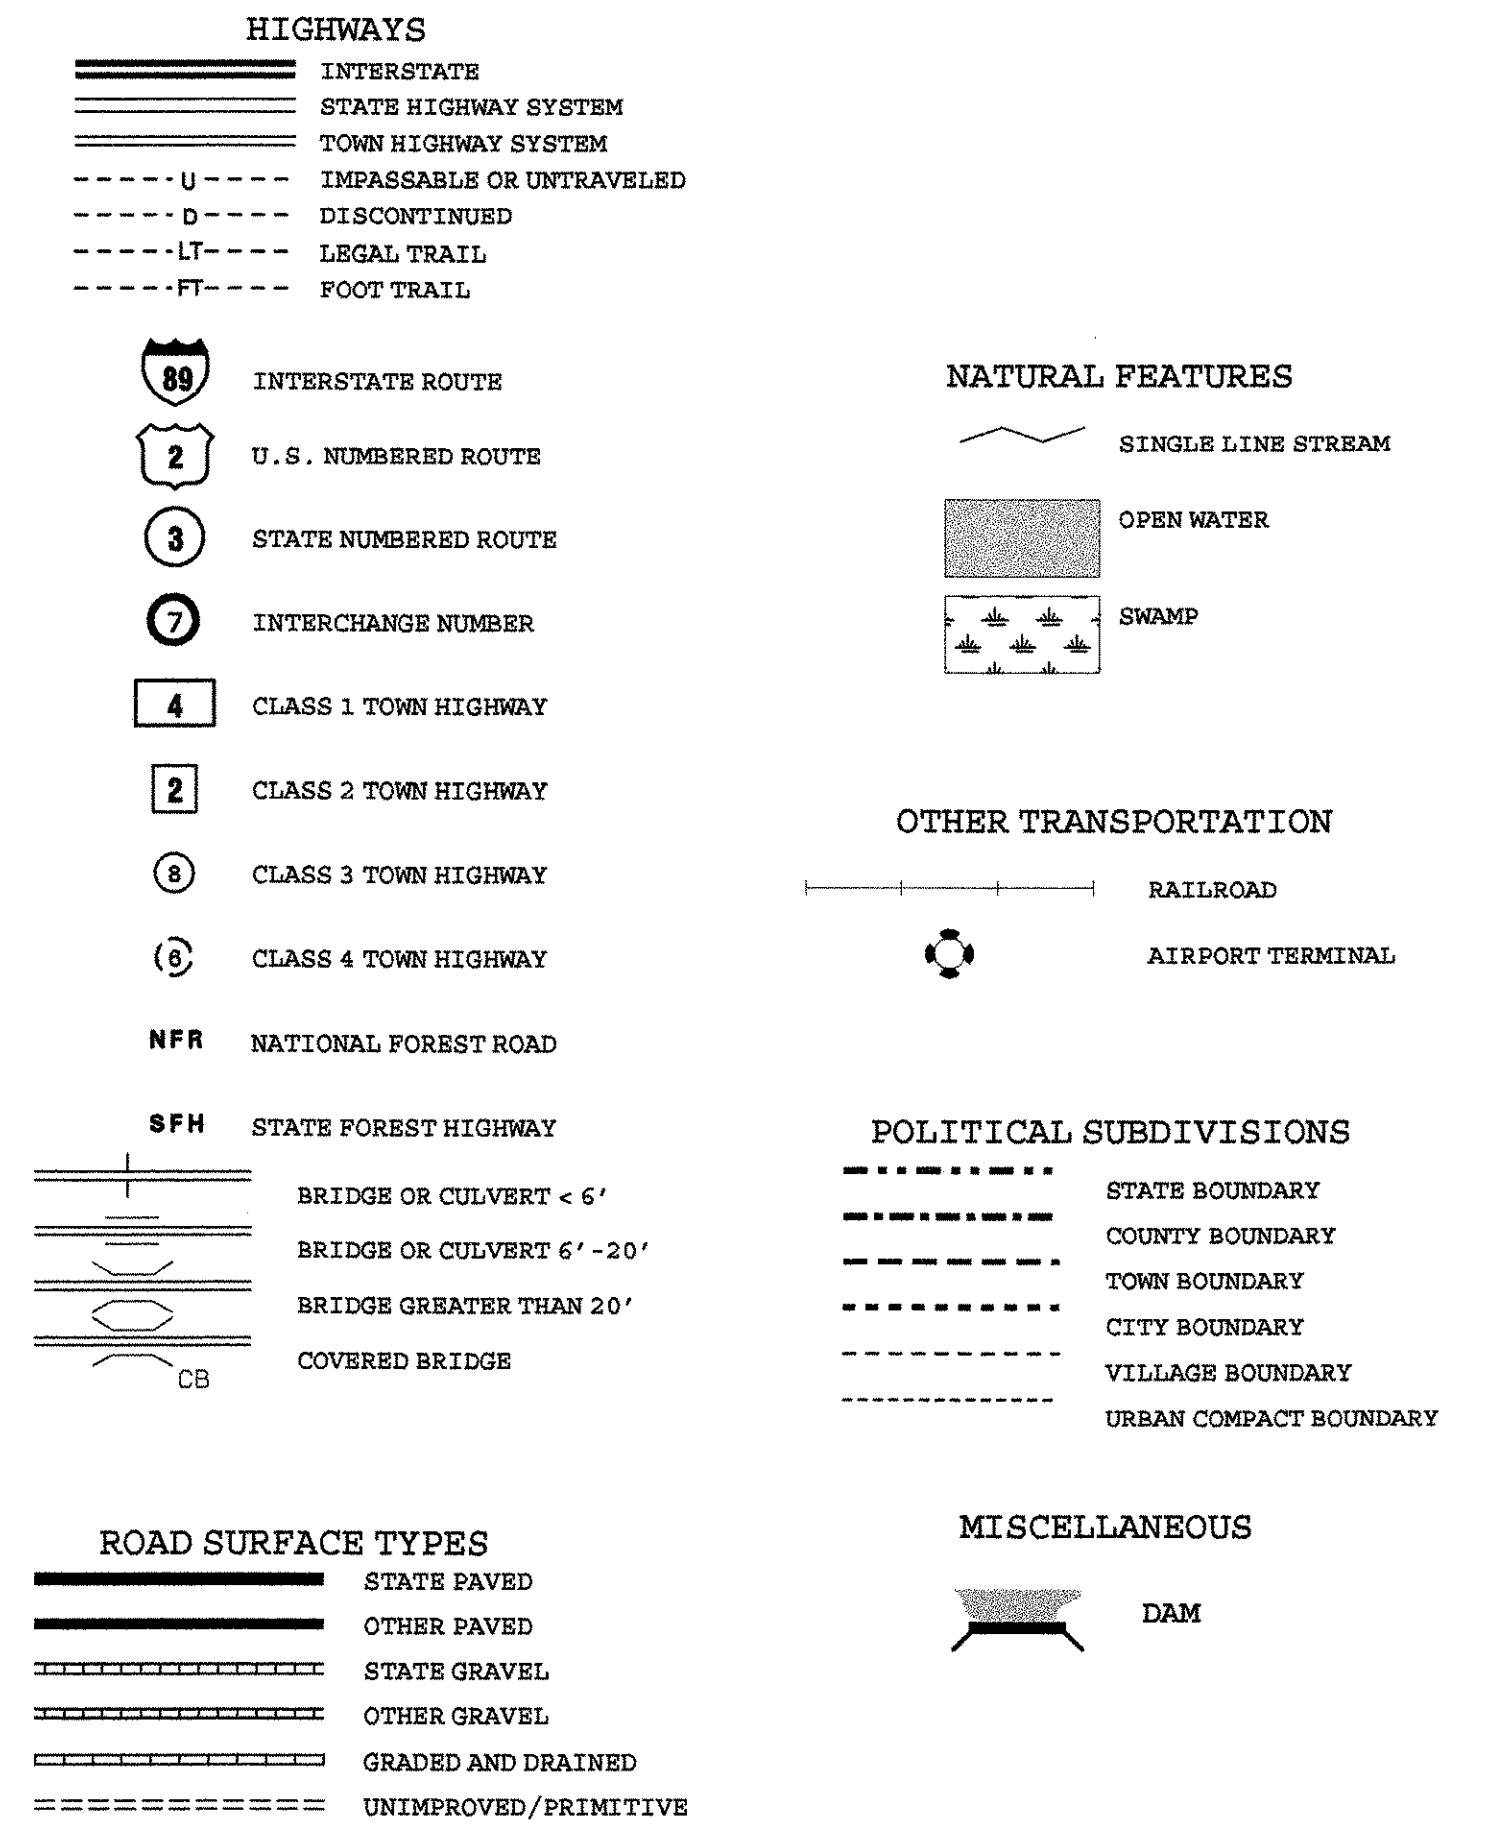 HIGHWAYS
INTERSTATE
STATE HIGHWAY SYSTEM
TOWN HIGHWAY SYSTEM
U IMPASSABLE OR UNTRAVELED
D DISCONTINUED
LT LEGAL TRAIL
FT FOOT TRAIL
89 INTERSTATE ROUTE
2 U.S. NUMBERED ROUTE
3 STATE NUMBERED ROUTE
7 INTERCHANGE NUMBER
4 CLASS 1 TOWN HIGHWAY
2 CLASS 2 TOWN HIGHWAY
8 CLASS 3 TOWN HIGHWAY
6 CLASS 4 TOWN HIGHWAY
NFR NATIONAL FOREST ROAD
SFH STATE FOREST HIGHWAY
BRIDGE OR CULVERT < 6'
BRIDGE OR CULVERT 6'-20'
BRIDGE GREATER THAN 20'
COVERED BRIDGE
CB
ROAD SURFACE TYPES
STATE PAVED
OTHER PAVED
STATE GRAVEL
OTHER GRAVEL
GRADED AND DRAINED
UNIMPROVED/PRIMITIVE
NATURAL FEATURES
SINGLE LINE STREAM
OPEN WATER
SWAMP
OTHER TRANSPORTATION
RAILROAD
AIRPORT TERMINAL
POLITICAL SUBDIVISIONS
STATE BOUNDARY
COUNTY BOUNDARY
TOWN BOUNDARY
CITY BOUNDARY
VILLAGE BOUNDARY
URBAN COMPACT BOUNDARY
MISCELLANEOUS
DAM